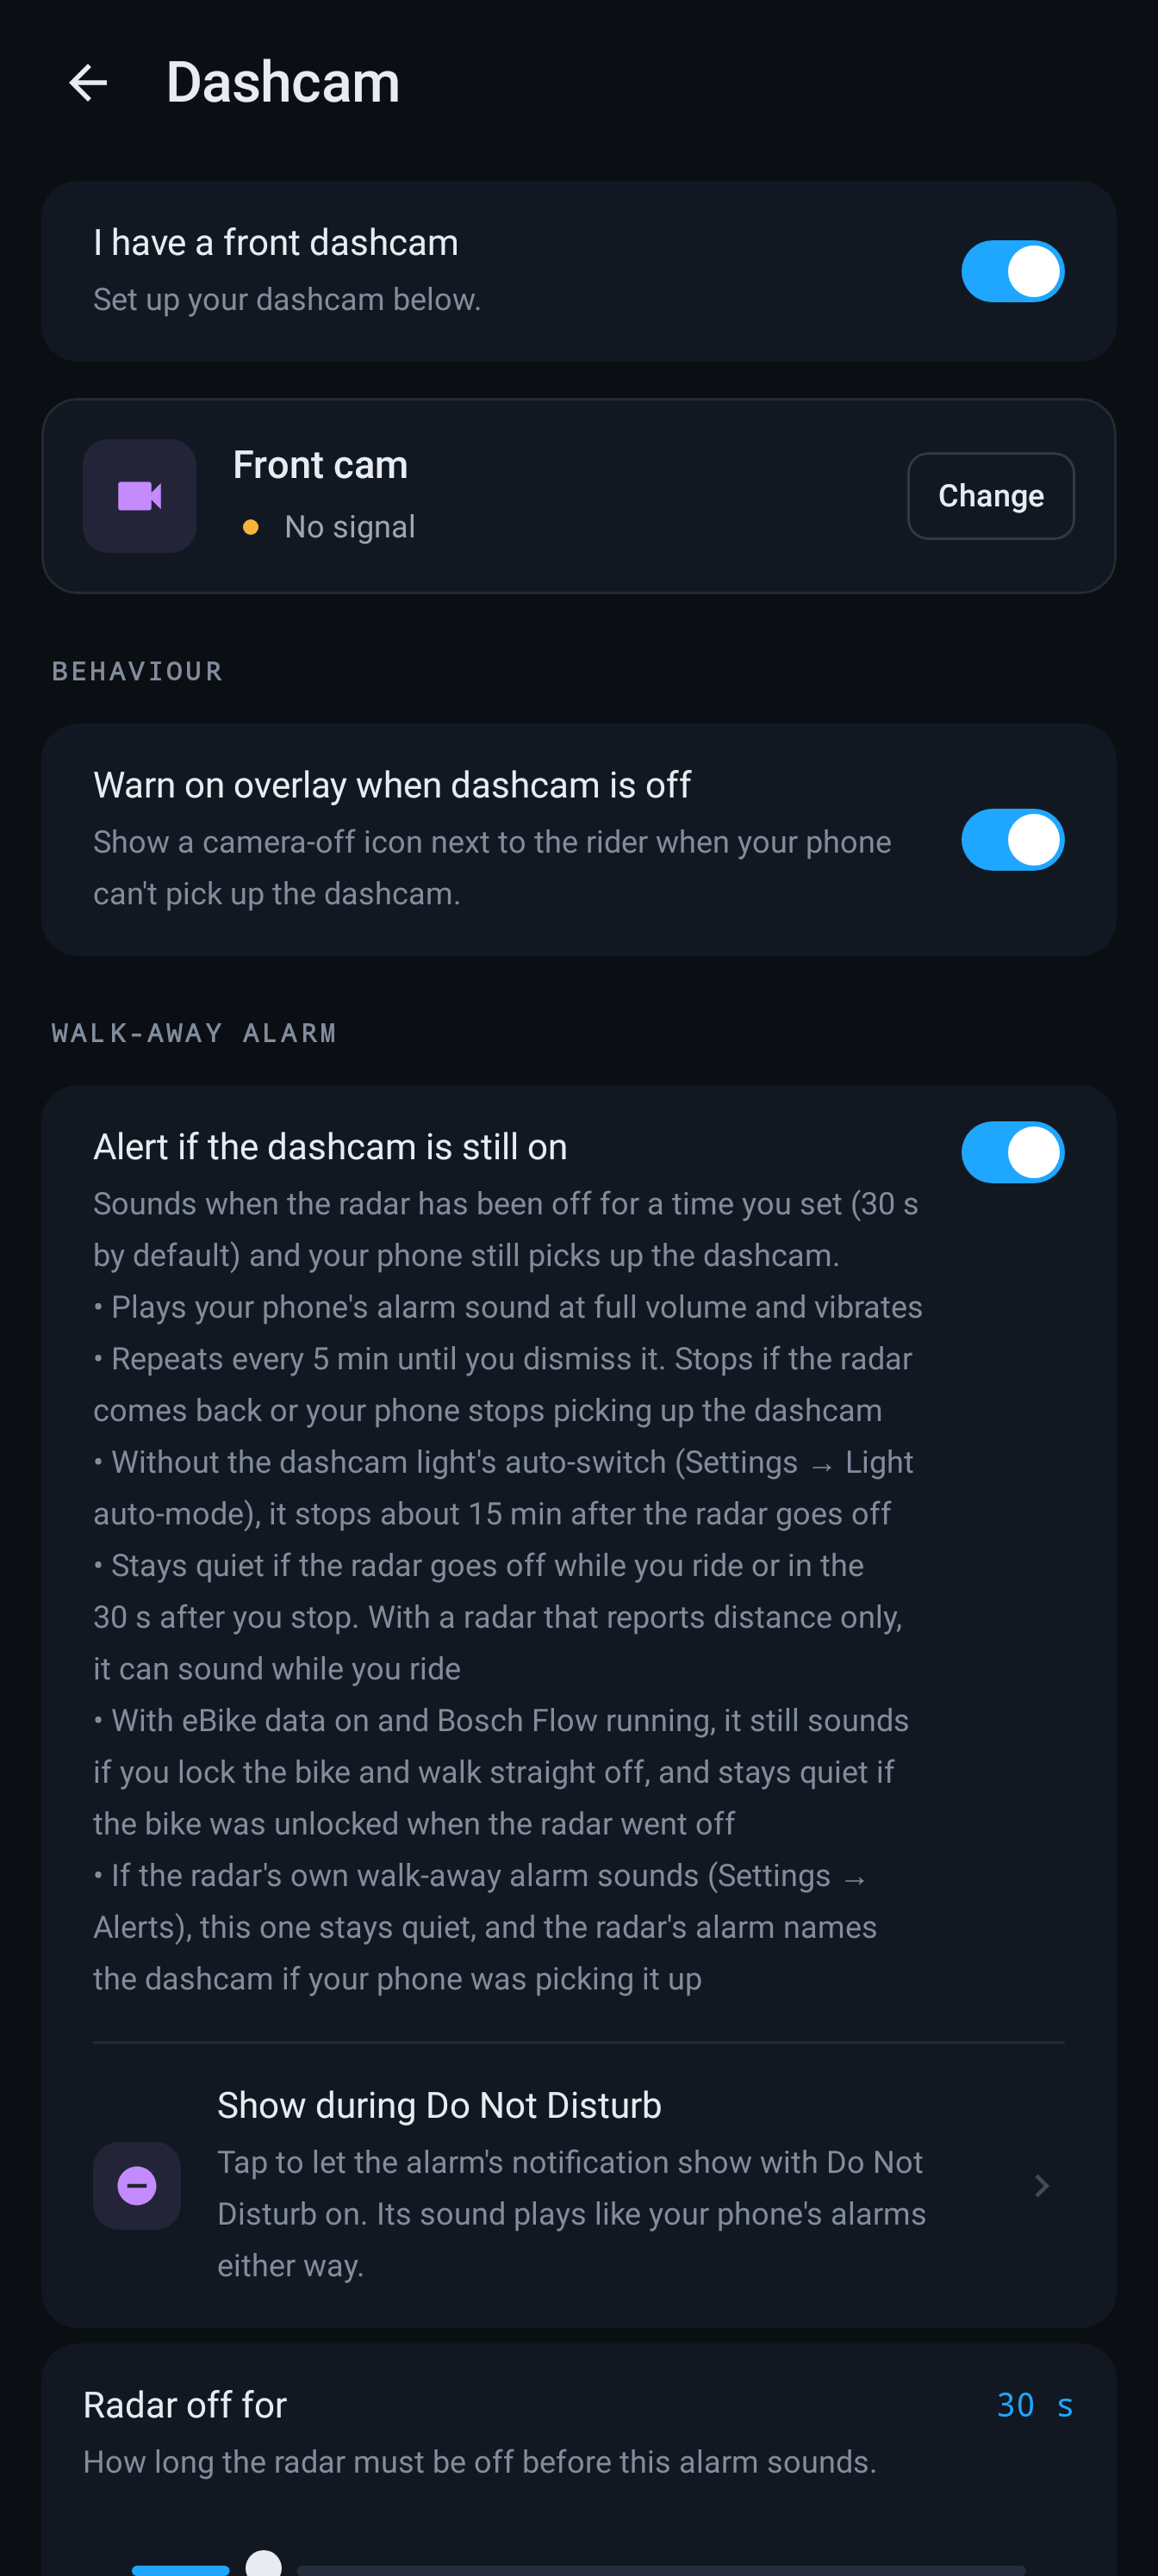 Dashcam
I have a front dashcam
Set up your dashcam below.
Front cam
No signal
Change
BEHAVIOUR
Warn on overlay when dashcam is off
Show a camera-off icon next to the rider when your phone
can't pick up the dashcam.
WALK-AWAY ALARM
Alert if the dashcam is still on
Sounds when the radar has been off for a time you set (30 s
by default) and your phone still picks up the dashcam.
• Plays your phone's alarm sound at full volume and vibrates
• Repeats every 5 min until you dismiss it. Stops if the radar
comes back or your phone stops picking up the dashcam
• Without the dashcam light's auto-switch (Settings → Light
auto-mode), it stops about 15 min after the radar goes off
• Stays quiet if the radar goes off while you ride or in the
30 s after you stop. With a radar that reports distance only,
it can sound while you ride
• With eBike data on and Bosch Flow running, it still sounds
if you lock the bike and walk straight off, and stays quiet if
the bike was unlocked when the radar went off
• If the radar's own walk-away alarm sounds (Settings →
Alerts), this one stays quiet, and the radar's alarm names
the dashcam if your phone was picking it up
Show during Do Not Disturb
Tap to let the alarm's notification show with Do Not
Disturb on. Its sound plays like your phone's alarms
either way.
Radar off for
30 s
How long the radar must be off before this alarm sounds.